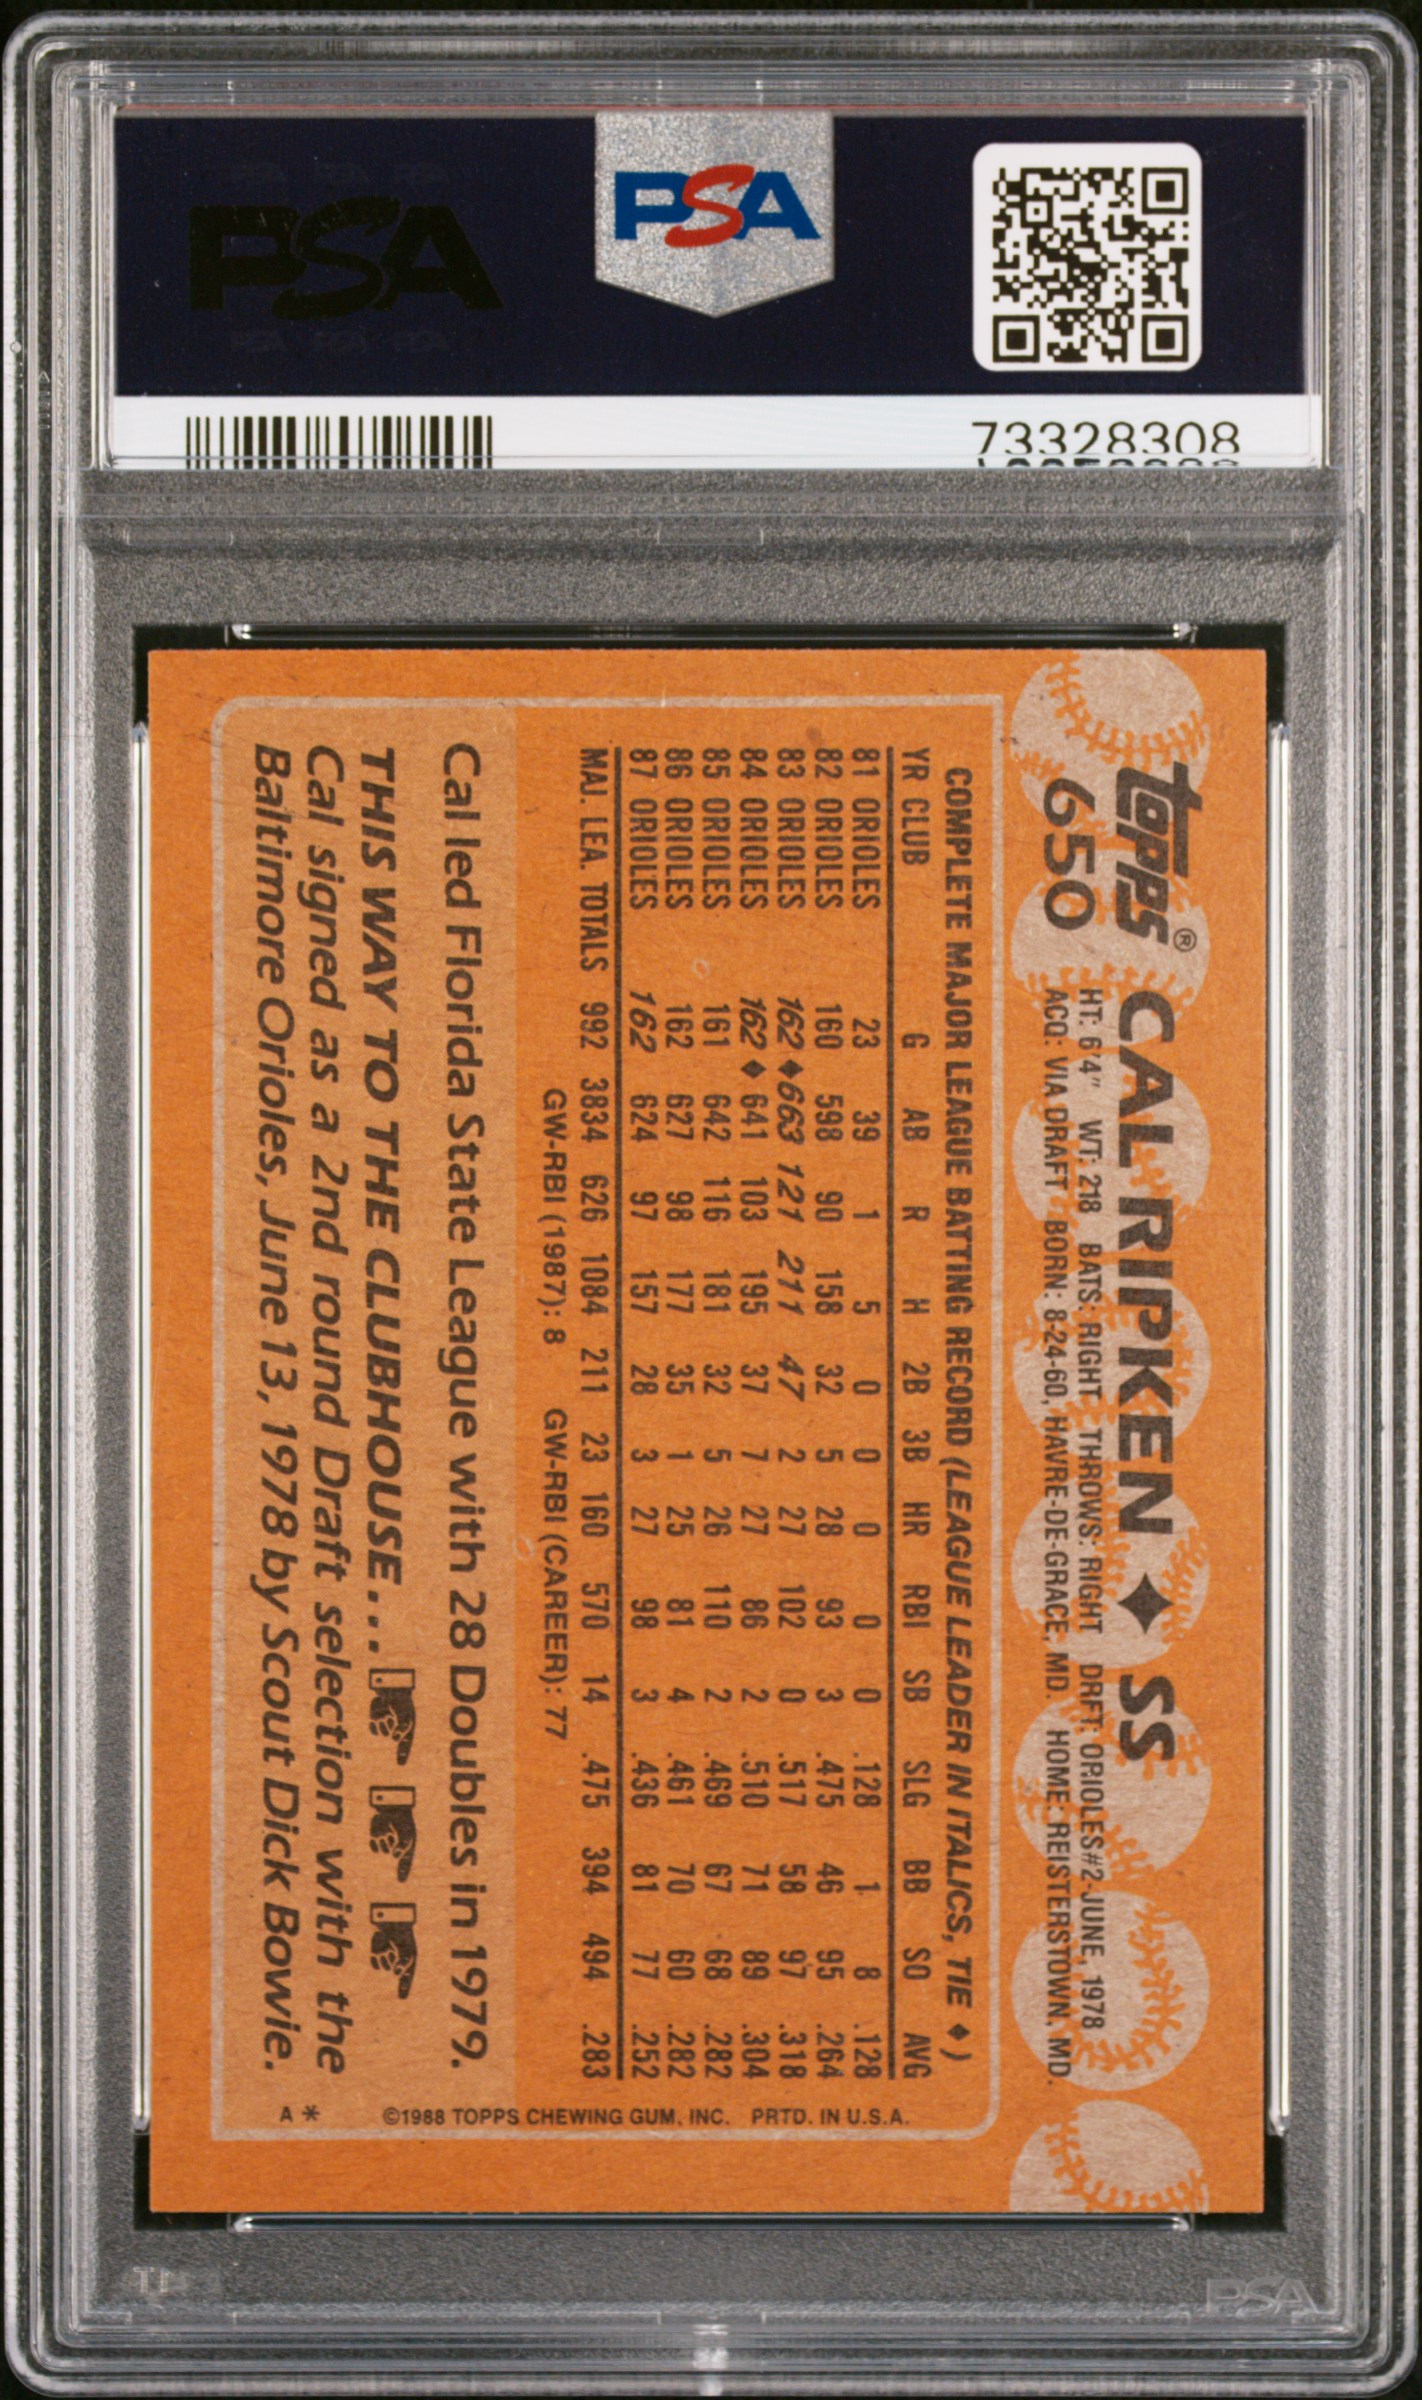 PSA
PSA
73328308
topps® CAL RIPKEN ♦ SS
650
HT: 6'4" WT: 218 BATS: RIGHT THROWS: RIGHT DRFT: ORIOLES #2-JUNE, 1978
ACQ: VIA DRAFT BORN: 8-24-60, HAVRE-DE-GRACE, MD. HOME: REISTERSTOWN, MD.
COMPLETE MAJOR LEAGUE BATTING RECORD (LEAGUE LEADER IN ITALICS, TIE ♦)
YR CLUB G AB R H 2B 3B HR RBI SB SLG BB SO AVG
81 ORIOLES 23 39 1 5 0 0 0 0 0 .128 1 8 .128
82 ORIOLES 160 598 90 158 32 5 28 93 3 .475 46 95 .264
83 ORIOLES 162♦663 121 211 47 2 27 102 0 .517 58 97 .318
84 ORIOLES 162♦641 103 195 37 7 27 86 2 .510 71 89 .304
85 ORIOLES 161 642 116 181 32 5 26 110 2 .469 67 68 .282
86 ORIOLES 162 627 98 177 35 1 25 81 4 .461 70 60 .282
87 ORIOLES 162 624 97 157 28 3 27 98 3 .436 81 77 .252
MAJ. LEA. TOTALS 992 3834 626 1084 211 23 160 570 14 .475 394 494 .283
GW-RBI (1987): 8 GW-RBI (CAREER): 77
Cal led Florida State League with 28 Doubles in 1979.
THIS WAY TO THE CLUBHOUSE...
Cal signed as a 2nd round Draft selection with the
Baltimore Orioles, June 13, 1978 by Scout Dick Bowie.
©1988 TOPPS CHEWING GUM, INC. PRTD. IN U.S.A.
A *
PSA